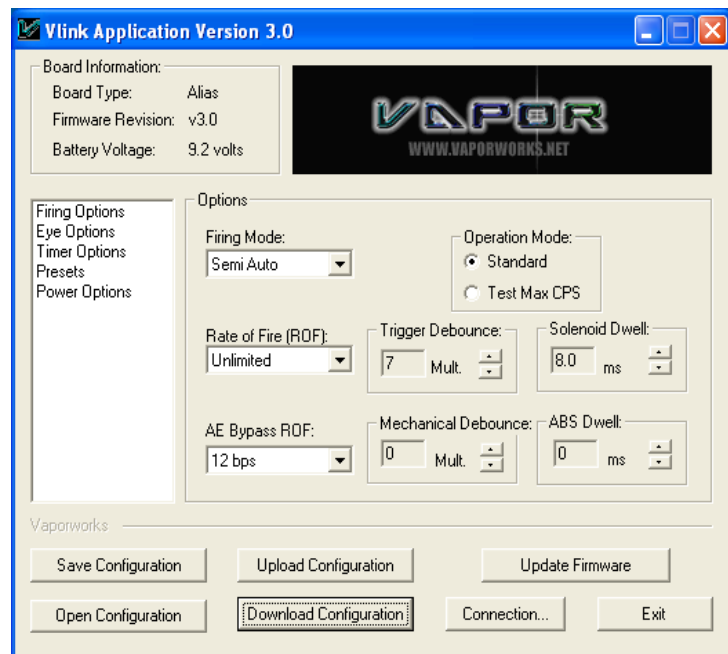 Vlink Application Version 3.0
Board Information:
Board Type: Alias
Firmware Revision: v3.0
Battery Voltage: 9.2 volts
VAPOR
WWW.VAPORWORKS.NET
Firing Options
Eye Options
Timer Options
Presets
Power Options
Options
Firing Mode:
Semi Auto
Operation Mode:
Standard
Test Max CPS
Rate of Fire (ROF):
Unlimited
Trigger Debounce:
7 Mult.
Solenoid Dwell:
8.0 ms
AE Bypass ROF:
12 bps
Mechanical Debounce:
0 Mult.
ABS Dwell:
0 ms
Vaporworks
Save Configuration
Upload Configuration
Update Firmware
Open Configuration
Download Configuration
Connection...
Exit